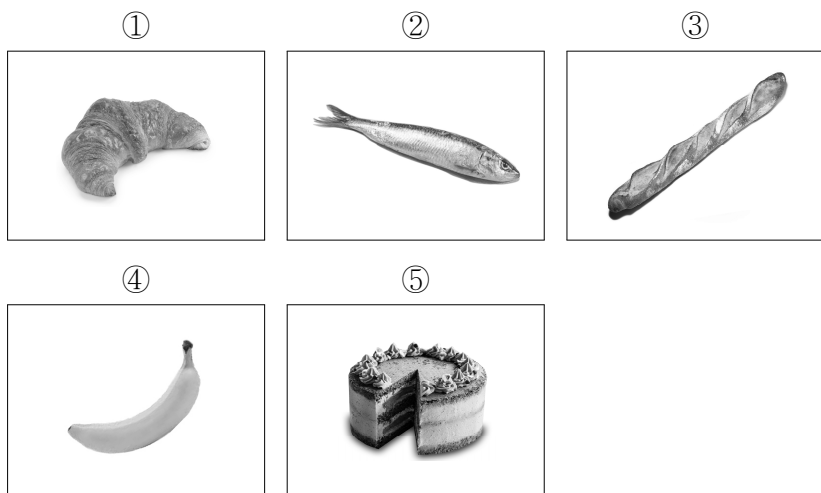 ① ② ③
④ ⑤